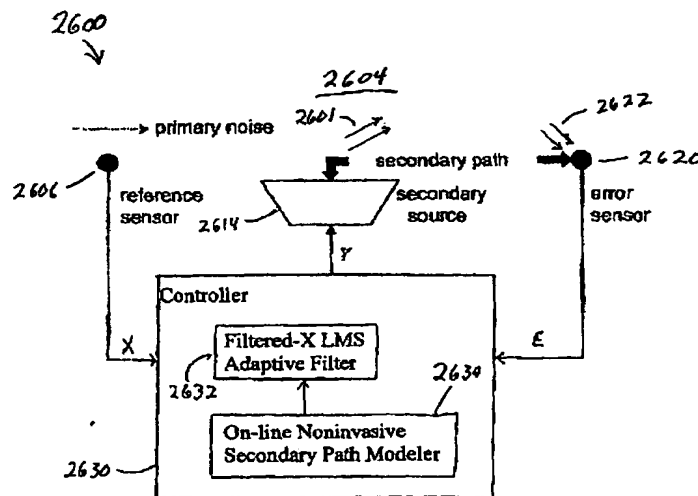 2600
2604
2601
2622
primary noise
secondary path
2620
2606
reference
sensor
2614
secondary
source
error
sensor
Y
Controller
X
E
Filtered-X LMS
Adaptive Filter
2632
2634
On-line Noninvasive
Secondary Path Modeler
2630